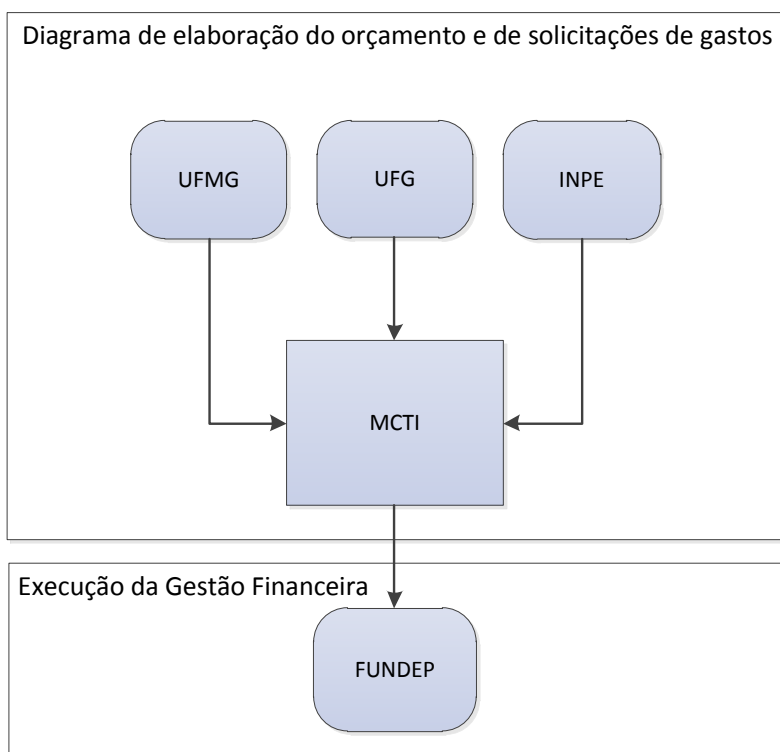 Diagrama de elaboração do orçamento e de solicitações de gastos
UFMG
UFG
INPE
MCTI
Execução da Gestão Financeira
FUNDEP